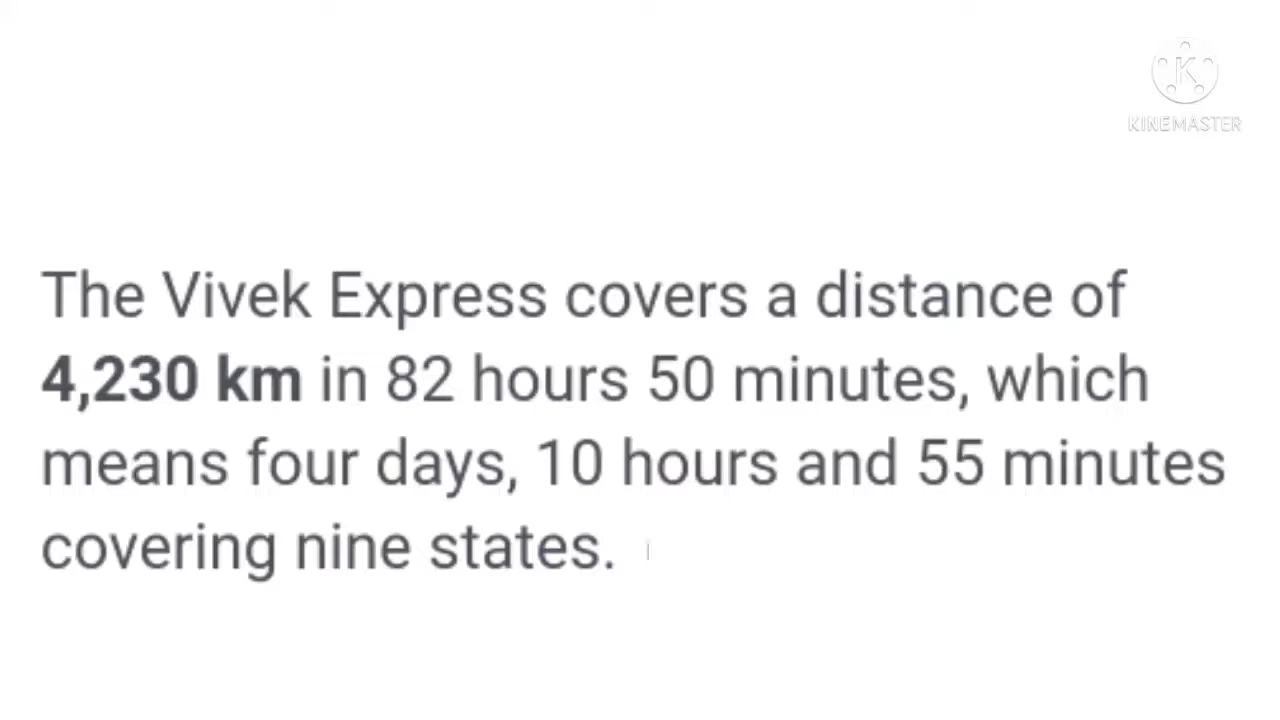 KINEMASTER
The Vivek Express covers a distance of
4,230 km in 82 hours 50 minutes, which
means four days, 10 hours and 55 minutes
covering nine states.